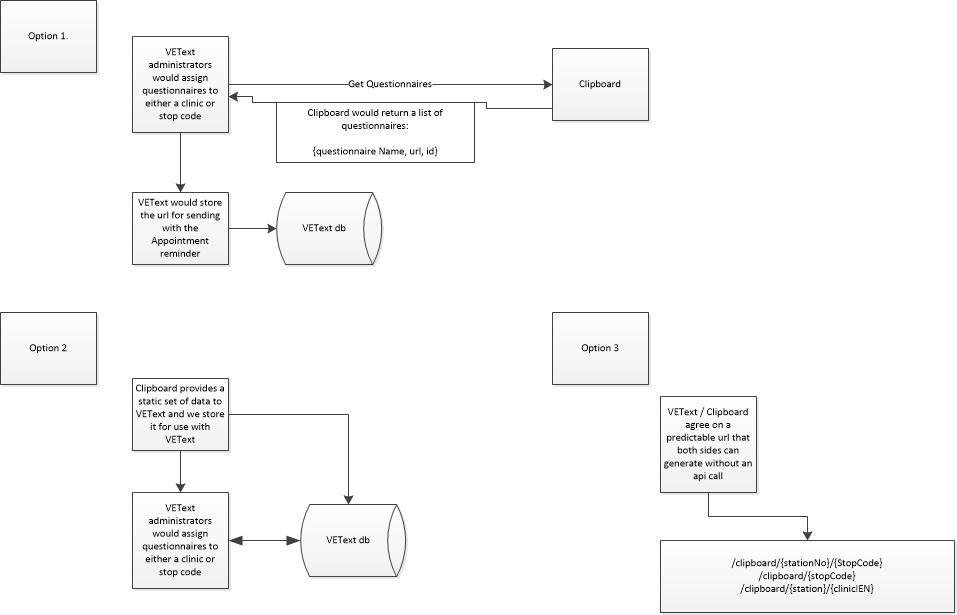 Option 1.
VEText
administrators
would assign
questionnaires to
either a clinic or
stop code
Get Questionnaires
Clipboard
Clipboard would return a list of
questionnaires:
{questionnaire Name, url, id}
VEText would store
the url for sending
with the
Appointment
reminder
VEText db
Option 2
Clipboard provides a
static set of data to
VEText and we store
it for use with
VEText
VEText
administrators
would assign
questionnaires to
either a clinic or
stop code
VEText db
Option 3
VEText / Clipboard
agree on a
predictable url that
both sides can
generate without an
api call
/clipboard/{stationNo}/{StopCode}
/clipboard/{stopCode}
/clipboard/{station}/{clinicIEN}